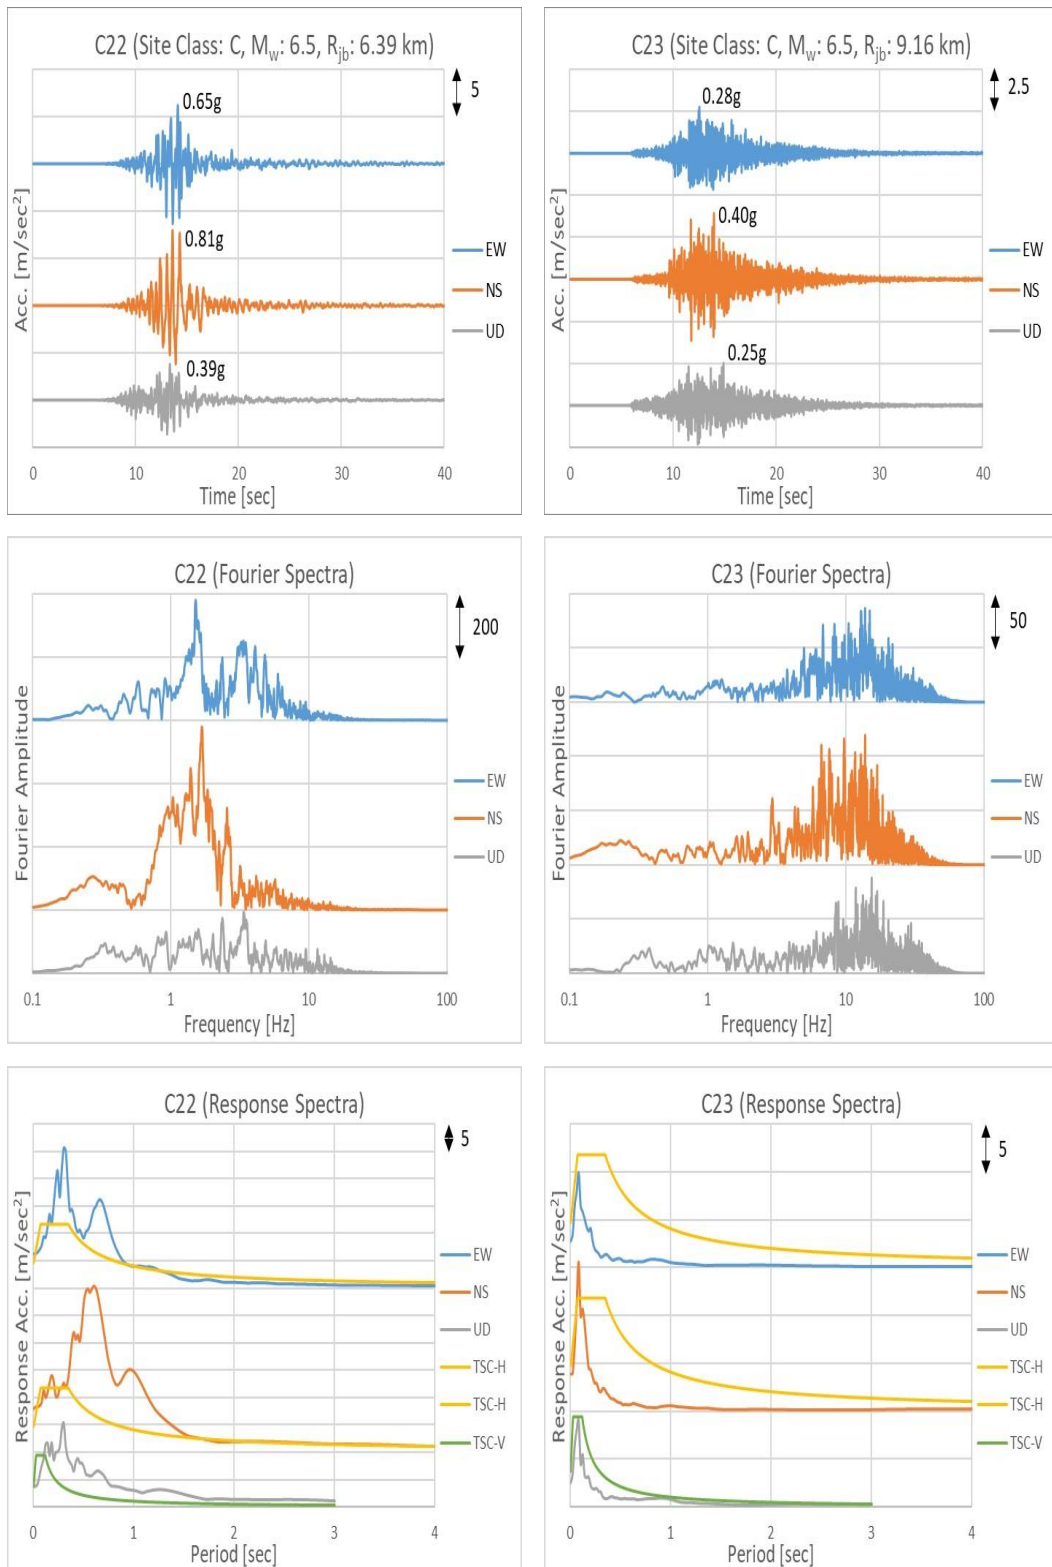 C22 (Site Class: C, Mw: 6.5, Rjb: 6.39 km)
5
0.65g
0.81g
0.39g
Acc. [m/sec²]
EW
NS
UD
0 10 20 30 40
Time [sec]
C23 (Site Class: C, Mw: 6.5, Rjb: 9.16 km)
2.5
0.28g
0.40g
0.25g
Acc. [m/sec²]
EW
NS
UD
0 10 20 30 40
Time [sec]
C22 (Fourier Spectra)
200
Fourier Amplitude
EW
NS
UD
0.1 1 10 100
Frequency [Hz]
C23 (Fourier Spectra)
50
Fourier Amplitude
EW
NS
UD
0.1 1 10 100
Frequency [Hz]
C22 (Response Spectra)
5
Response Acc. [m/sec²]
EW
NS
UD
TSC-H
TSC-H
TSC-V
0 1 2 3 4
Period [sec]
C23 (Response Spectra)
5
Response Acc. [m/sec²]
EW
NS
UD
TSC-H
TSC-H
TSC-V
0 1 2 3 4
Period [sec]